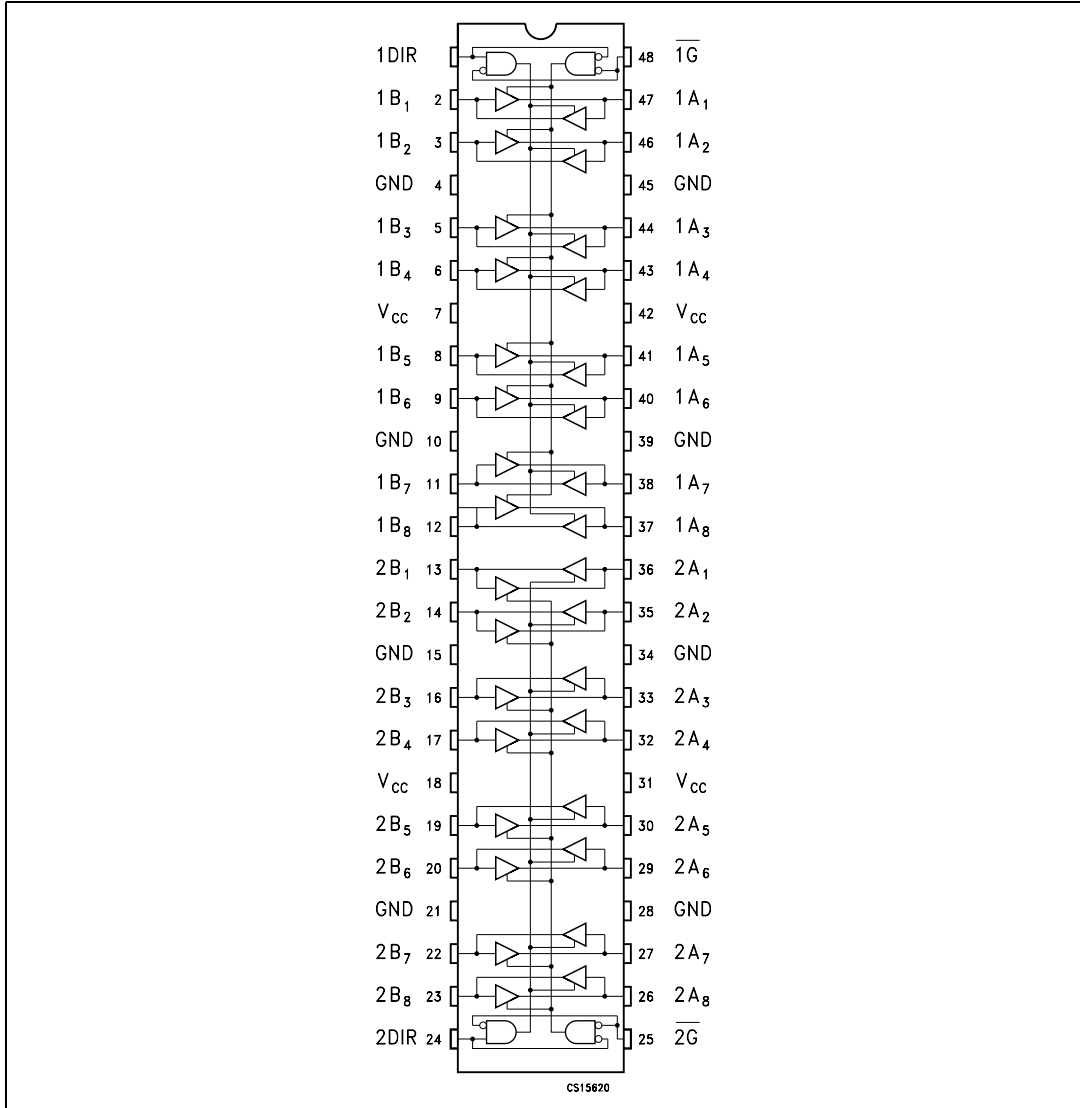 1DIR 48 1G̅
1B₁ 2 47 1A₁
1B₂ 3 46 1A₂
GND 4 45 GND
1B₃ 5 44 1A₃
1B₄ 6 43 1A₄
V_CC 7 42 V_CC
1B₅ 8 41 1A₅
1B₆ 9 40 1A₆
GND 10 39 GND
1B₇ 11 38 1A₇
1B₈ 12 37 1A₈
2B₁ 13 36 2A₁
2B₂ 14 35 2A₂
GND 15 34 GND
2B₃ 16 33 2A₃
2B₄ 17 32 2A₄
V_CC 18 31 V_CC
2B₅ 19 30 2A₅
2B₆ 20 29 2A₆
GND 21 28 GND
2B₇ 22 27 2A₇
2B₈ 23 26 2A₈
2DIR 24 25 2G̅
CS15620